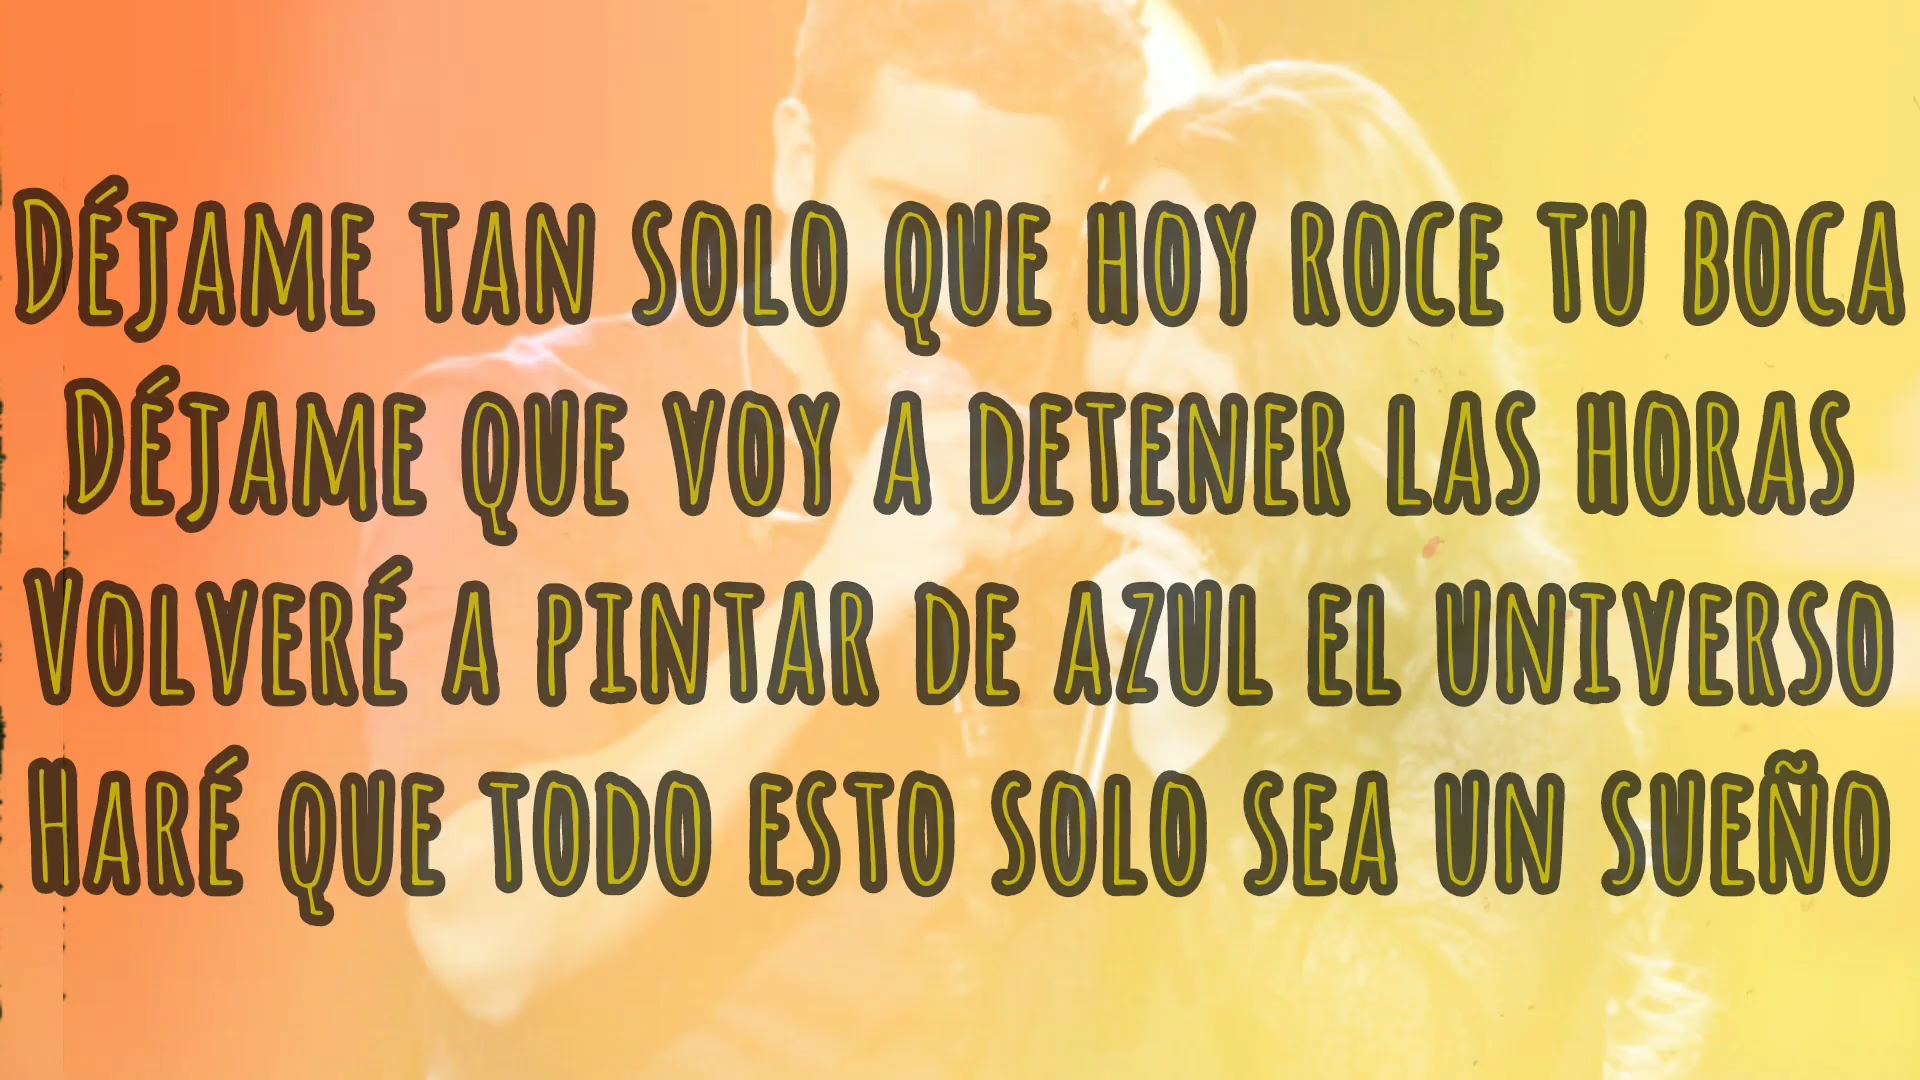 Déjame tan solo que hoy roce tu boca
Déjame que voy a detener las horas
Volveré a pintar de azul el universo
Haré que todo esto solo sea un sueño